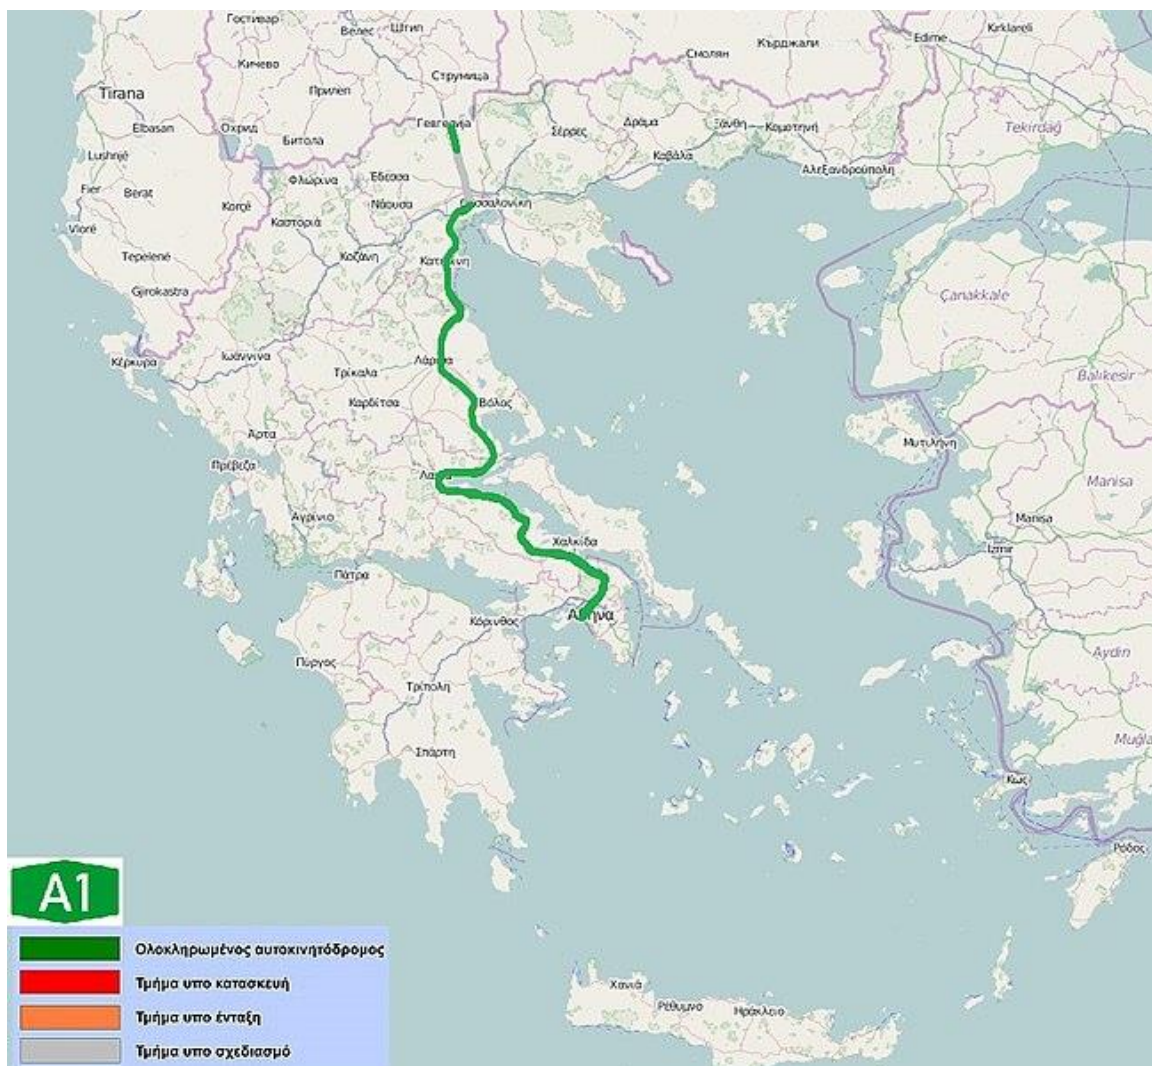 Гостивар
Велес
Штип
Кърджали
Kırklareli
Edirne
Смолян
Кичево
Струмица
Прилеп
Tirana
Гевгелија
Δράμα
Ξάνθη
Κομοτηνή
Elbasan
Охрид
Битола
Σέρρες
Tekirdağ
Lushnjë
Καβάλα
Αλεξανδρούπολη
Φλώρινα
Έδεσσα
Fier
Berat
Korçë
Νάουσα
Θεσσαλονίκη
Καστοριά
Vlorë
Tepelenë
Κοζάνη
Κατερίνη
Gjirokastra
Çanakkale
Κέρκυρα
Ιωάννινα
Λάρισα
Τρίκαλα
Balıkesir
Καρδίτσα
Βόλος
Άρτα
Μυτιλήνη
Πρέβεζα
Λαμία
Manisa
Αγρίνιο
Manisa
Χαλκίδα
İzmir
Πάτρα
Κόρινθος
Αθήνα
Πύργος
Aydın
Τρίπολη
Muğla
Σπάρτη
Κως
Ρόδος
A1
Ολοκληρωμένος αυτοκινητόδρομος
Τμήμα υπο κατασκευή
Τμήμα υπο ένταξη
Τμήμα υπο σχεδιασμό
Χανιά
Ρέθυμνο
Ηράκλειο